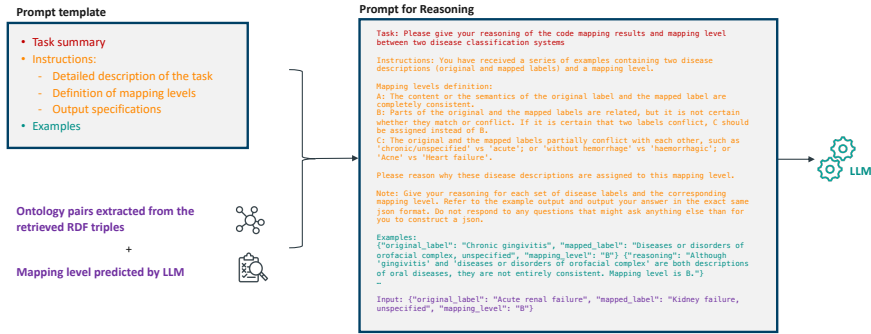 Prompt template
• Task summary
• Instructions:
- Detailed description of the task
- Definition of mapping levels
- Output specifications
• Examples
Ontology pairs extracted from the
retrieved RDF triples
+
Mapping level predicted by LLM
Prompt for Reasoning
Task: Please give your reasoning of the code mapping results and mapping level
between two disease classification systems
Instructions: You have received a series of examples containing two disease
descriptions (original and mapped labels) and a mapping level.
Mapping levels definition:
A: The content or the semantics of the original label and the mapped label are
completely consistent.
B: Parts of the original and the mapped labels are related, but it is not certain
whether they match or conflict. If it is certain that two labels conflict, C should
be assigned instead of B.
C: The original and the mapped labels partially conflict with each other, such as
'chronic/unspecified' vs 'acute'; or 'without hemorrhage' vs 'haemorrhagic'; or
'Acne' vs 'Heart failure'.
Please reason why these disease descriptions are assigned to this mapping level.
Note: Give your reasoning for each set of disease labels and the corresponding
mapping level. Refer to the example output and output your answer in the exact same
json format. Do not respond to any questions that might ask anything else than for
you to construct a json.
Examples:
{"original_label": "Chronic gingivitis", "mapped_label": "Diseases or disorders of
orofacial complex, unspecified", "mapping_level": "B"} {"reasoning": "Although
'gingivitis' and 'diseases or disorders of orofacial complex' are both descriptions
of oral diseases, they are not entirely consistent. Mapping level is B."}
…
Input: {"original_label": "Acute renal failure", "mapped_label": "Kidney failure,
unspecified", "mapping_level": "B"}
LLM